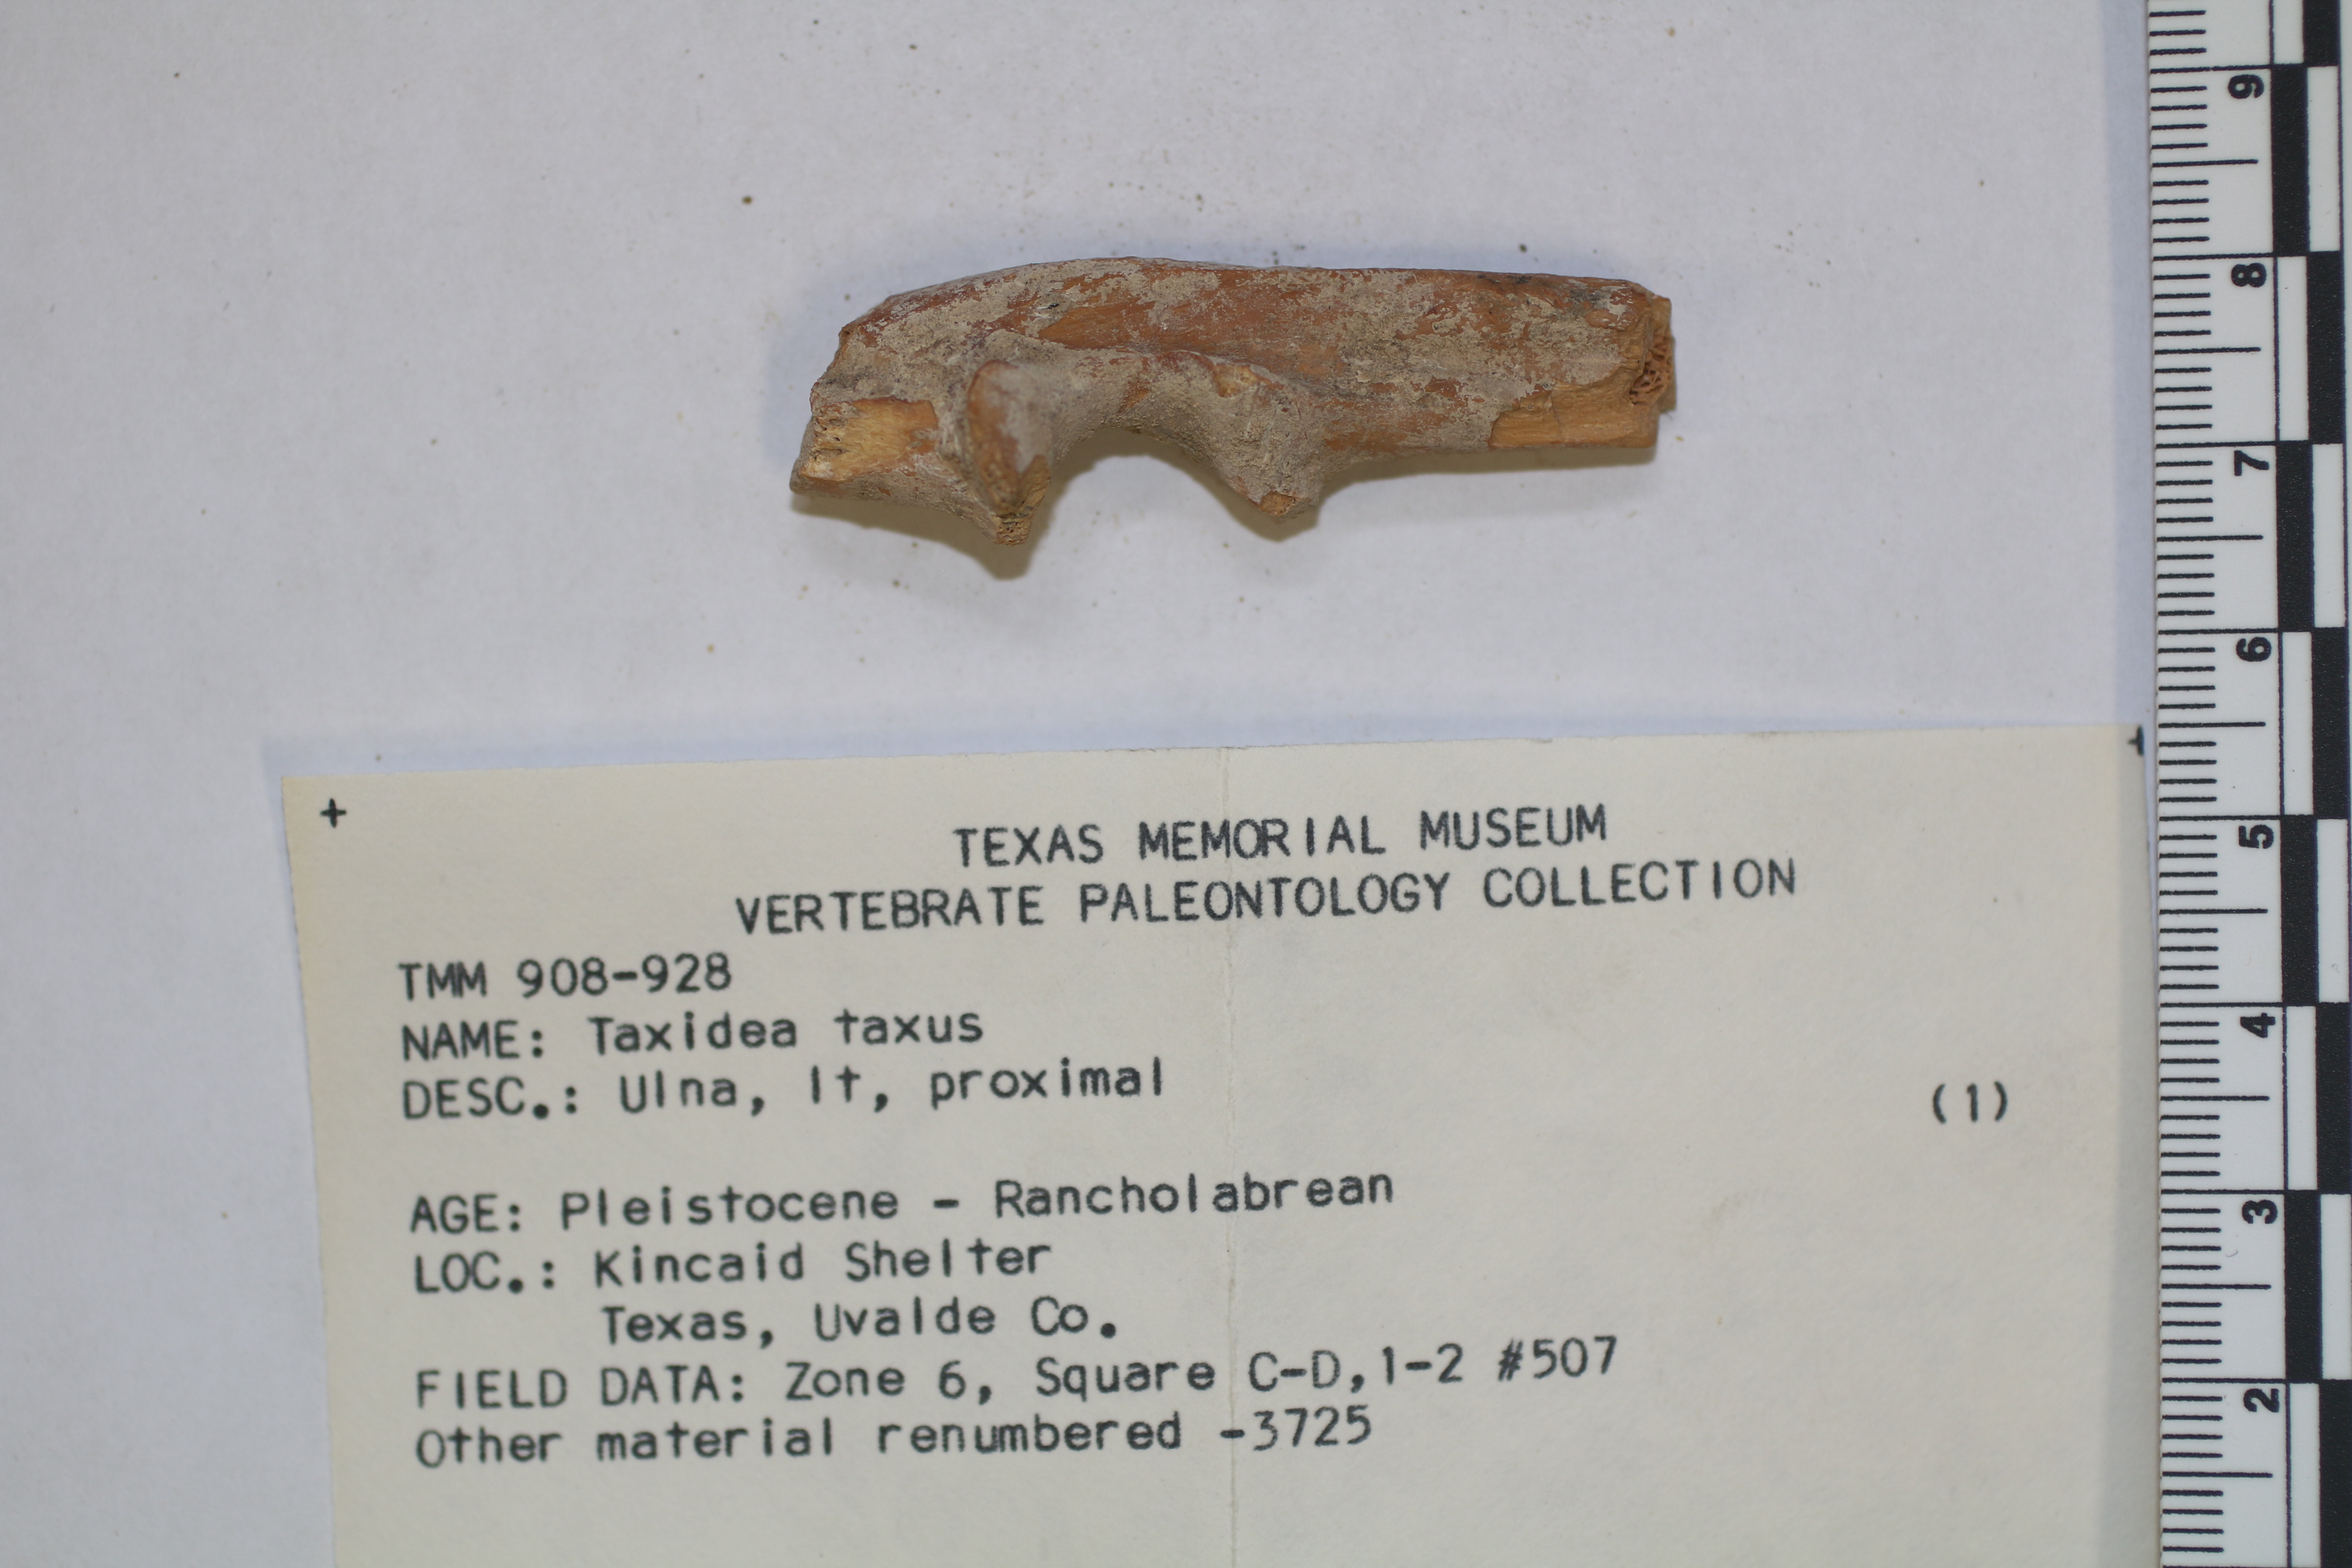 +
TEXAS MEMORIAL MUSEUM
VERTEBRATE PALEONTOLOGY COLLECTION
TMM 908-928
NAME: Taxidea taxus
DESC.: Ulna, lt, proximal
(1)
AGE: Pleistocene - Rancholabrean
LOC.: Kincaid Shelter
Texas, Uvalde Co.
FIELD DATA: Zone 6, Square C-D,1-2 #507
Other material renumbered -3725
9
8
7
6
5
4
3
2